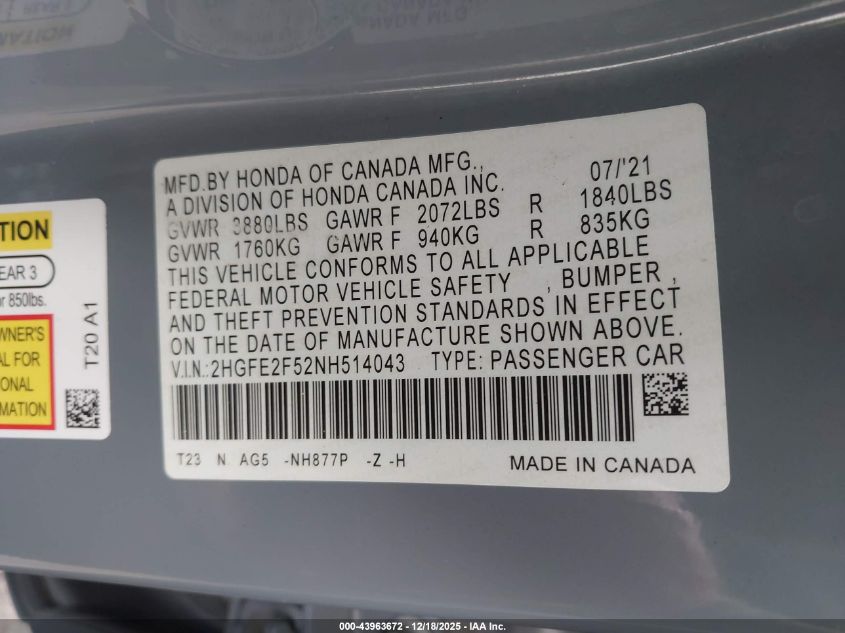 MFD.BY HONDA OF CANADA MFG., 07/'21
A DIVISION OF HONDA CANADA INC.
GVWR 3880LBS GAWR F 2072LBS R 1840LBS
GVWR 1760KG GAWR F 940KG R 835KG
THIS VEHICLE CONFORMS TO ALL APPLICABLE
FEDERAL MOTOR VEHICLE SAFETY , BUMPER ,
AND THEFT PREVENTION STANDARDS IN EFFECT
ON THE DATE OF MANUFACTURE SHOWN ABOVE.
V.I.N.:2HGFE2F52NH514043 TYPE: PASSENGER CAR
T23 N AG5 -NH877P -Z -H MADE IN CANADA
TION
EAR 3
r 850lbs.
WNER'S
AL FOR
IONAL
MATION
T20 A1
000-43963672 / 12/18/2025 - IAA Inc.